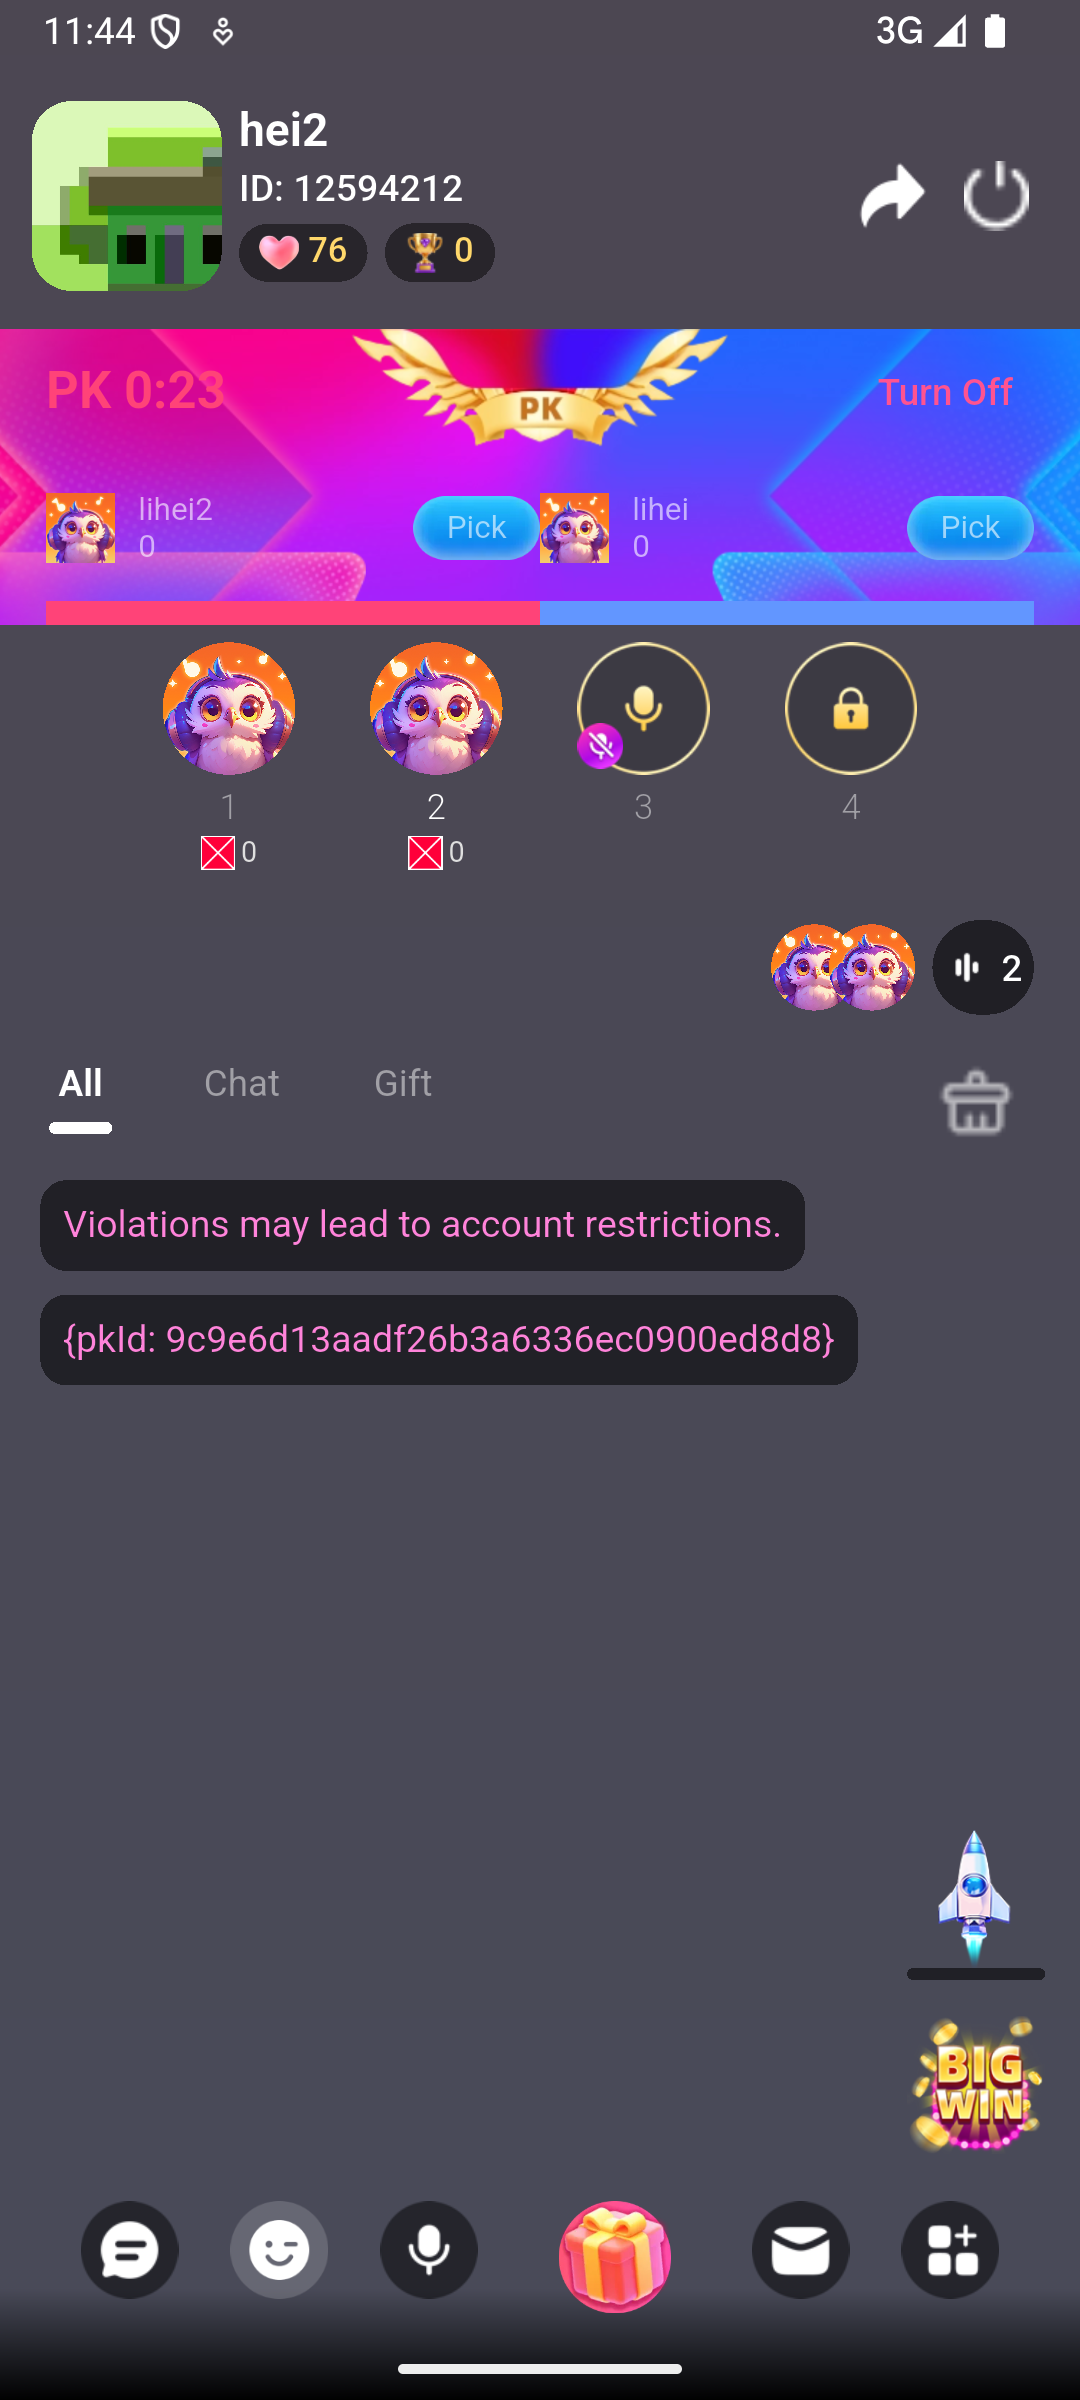 11:44
3G
hei2
ID: 12594212
76
0
PK 0:23
PK
Turn Off
lihei2
0
Pick
lihei
0
Pick
1
2
3
4
0
0
2
All
Chat
Gift
Violations may lead to account restrictions.
{pkId: 9c9e6d13aadf26b3a6336ec0900ed8d8}
BIG
WIN